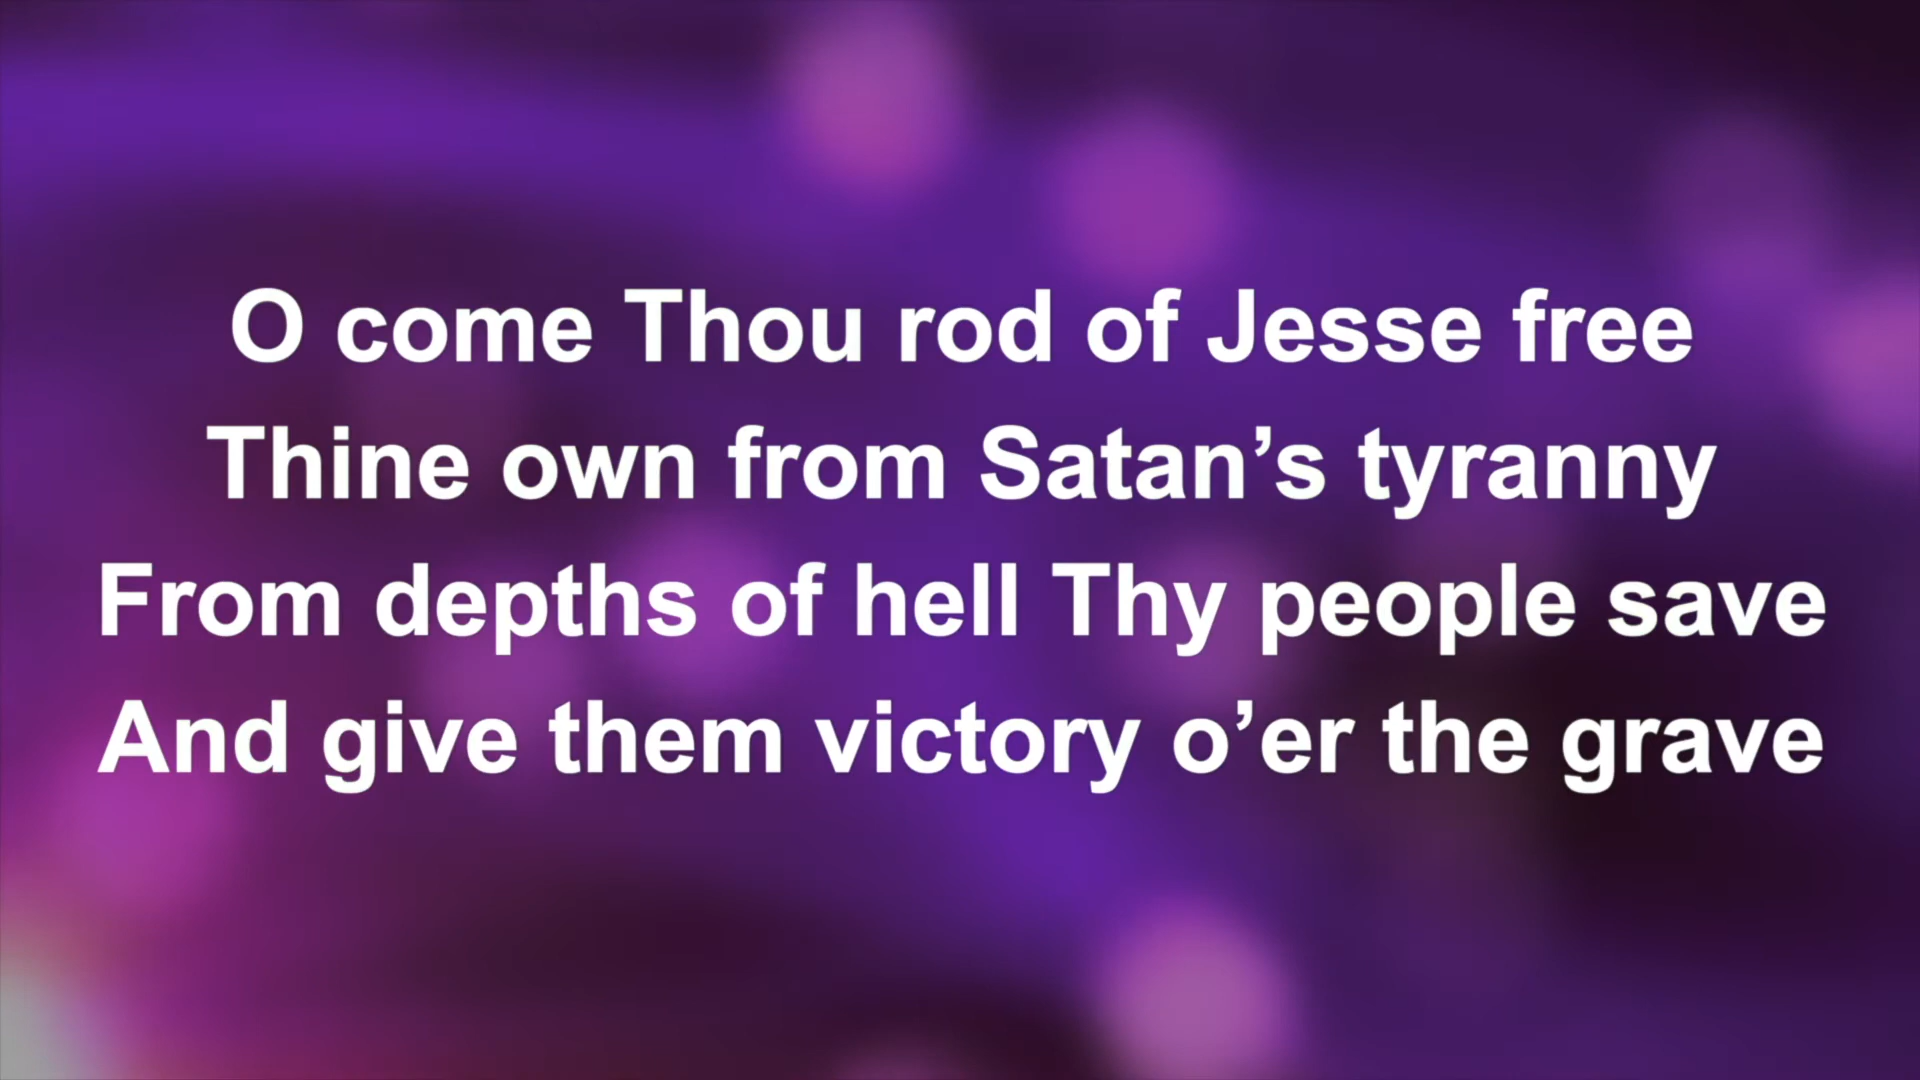 O come Thou rod of Jesse free
Thine own from Satan’s tyranny
From depths of hell Thy people save
And give them victory o’er the grave